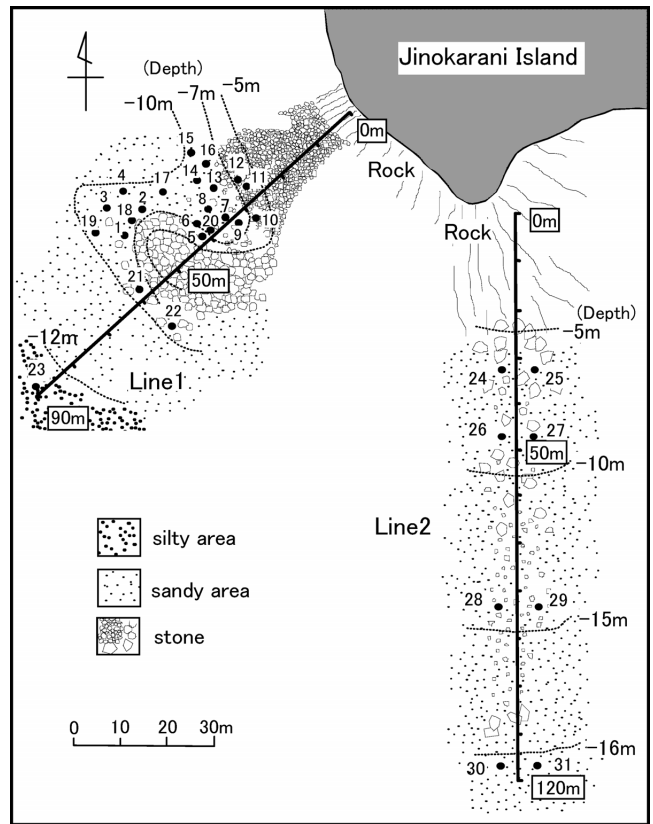 Jinokarani Island
(Depth)
-5m
-7m
-10m
0m
Rock
15
16
12
14
13
11
4
17
3
2
8
7
19
18
1
6
20
10
5
9
0m
Rock
21
50m
22
(Depth)
-5m
-12m
23
Line1
90m
24
25
26
27
50m
-10m
Line2
silty area
sandy area
stone
28
29
-15m
0 10 20 30m
-16m
30
31
120m